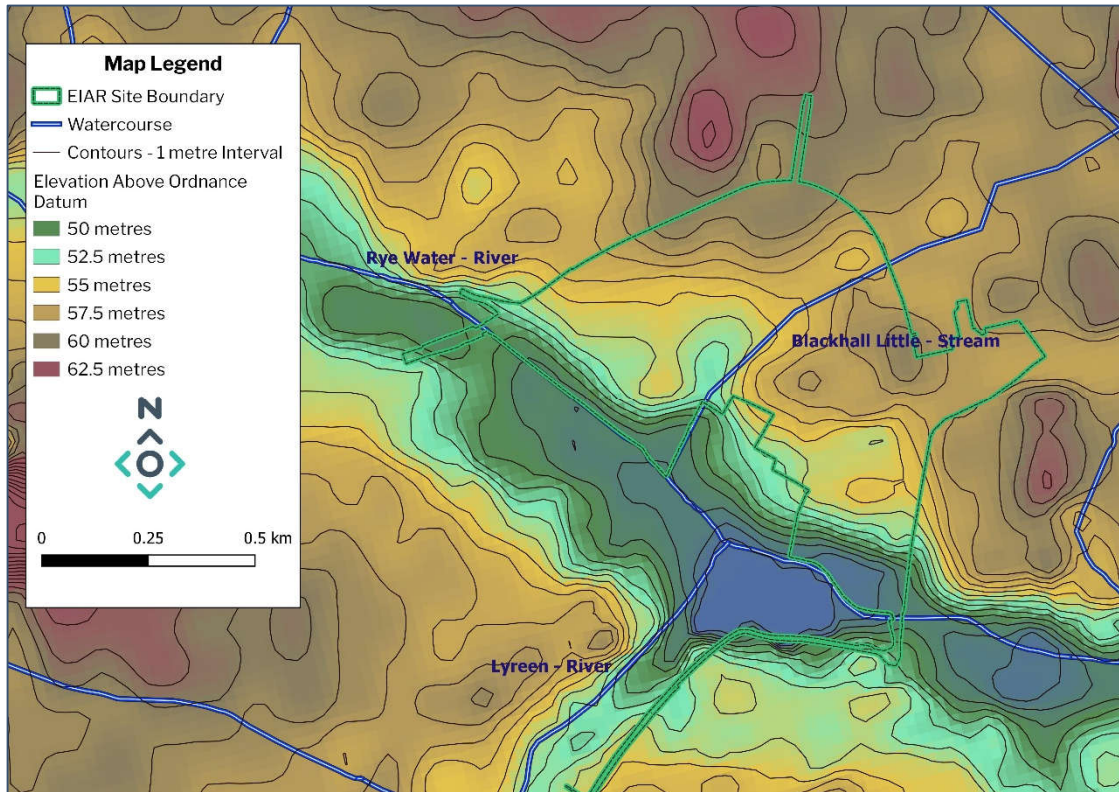 Map Legend
EIAR Site Boundary
Watercourse
Contours - 1 metre Interval
Elevation Above Ordnance
Datum
50 metres
52.5 metres
55 metres
57.5 metres
60 metres
62.5 metres
N
0 0.25 0.5 km
Rye Water - River
Blackhall Little - Stream
Lyreen - River